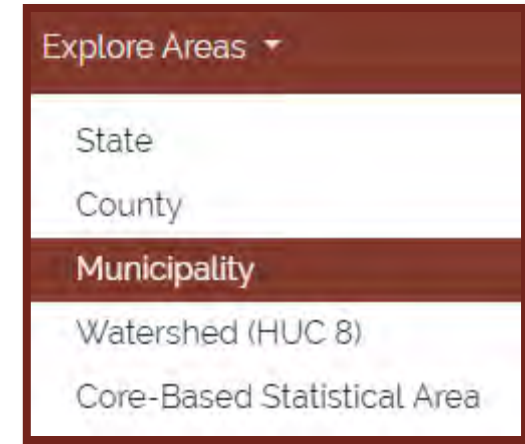 Explore Areas
State
County
Municipality
Watershed (HUC 8)
Core-Based Statistical Area